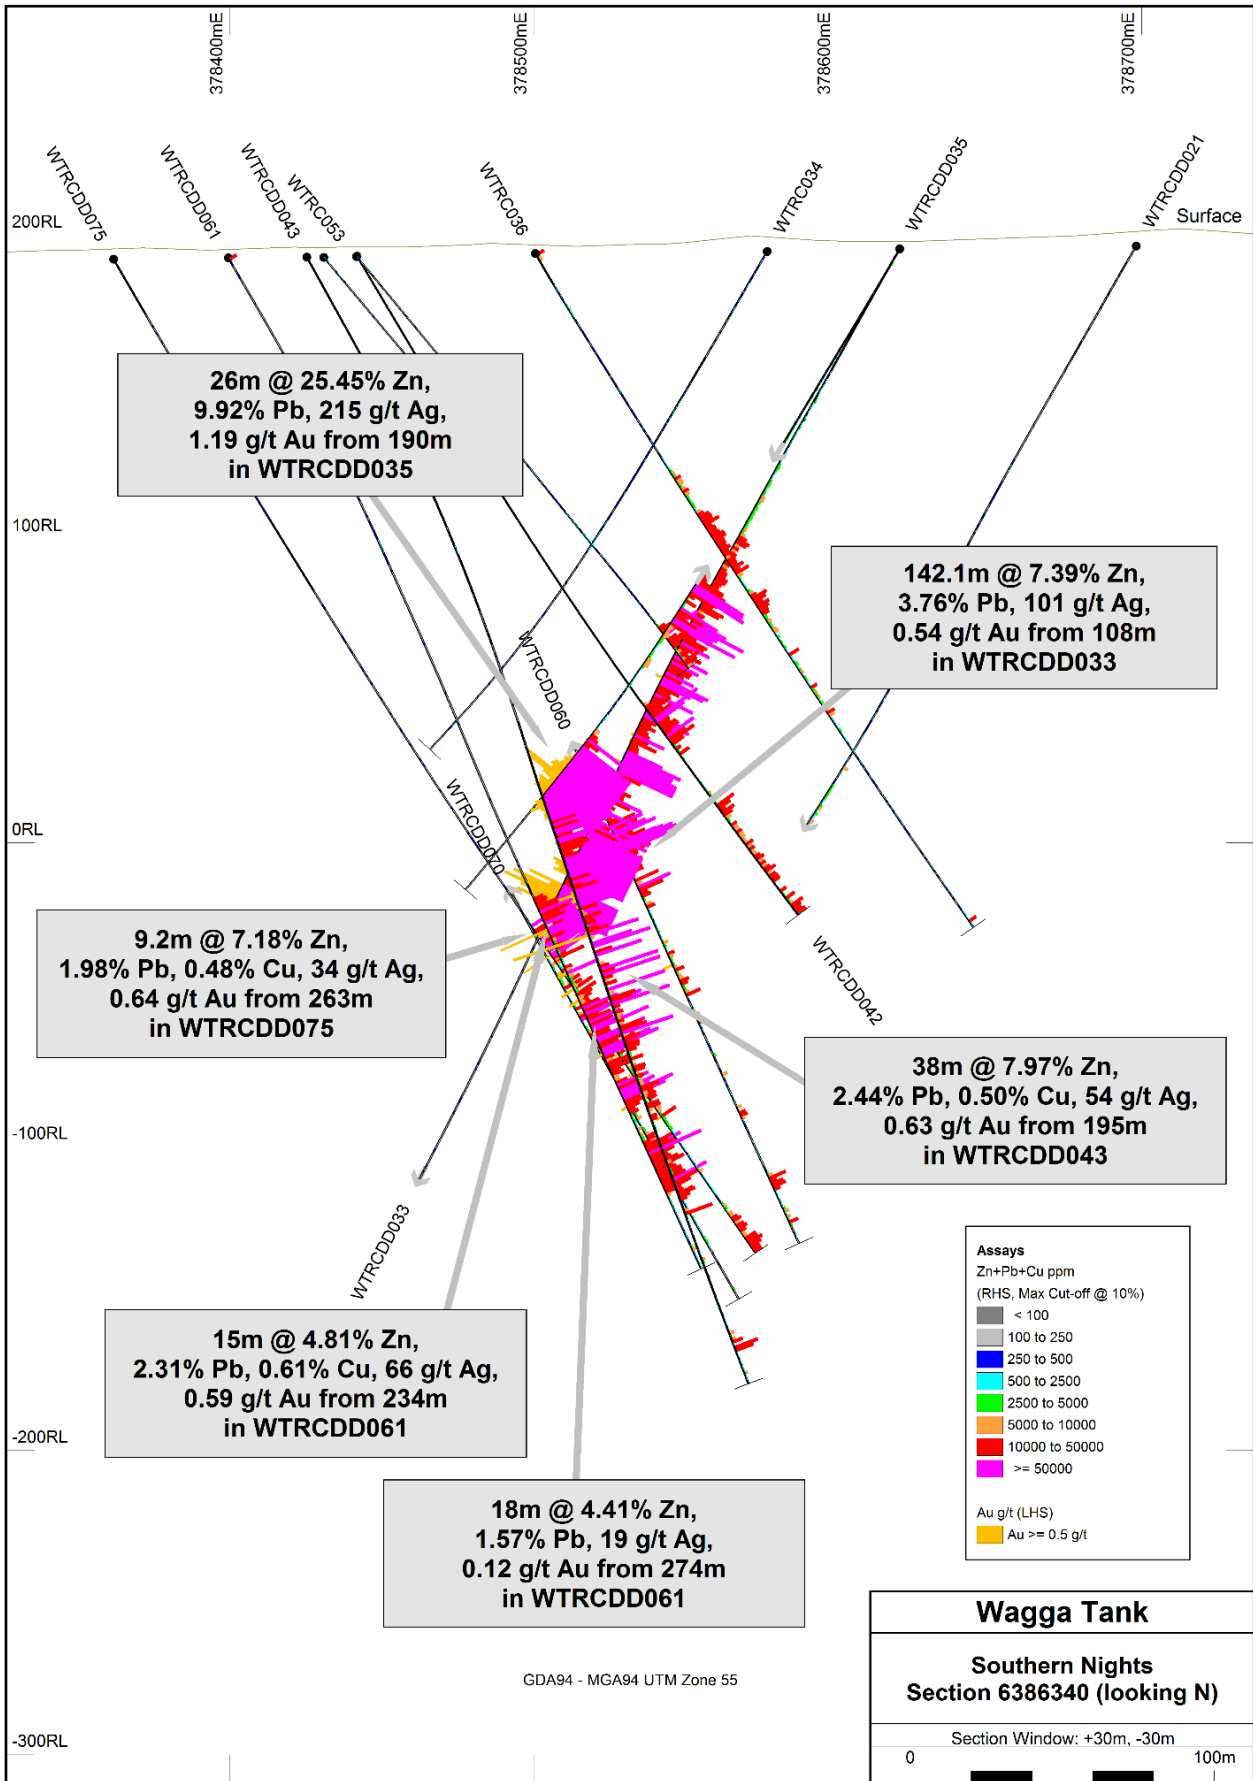 378400mE
378500mE
378600mE
378700mE
WTRCDD075
WTRCDD061
WTRCDD043
WTRC053
WTRC036
WTRC034
WTRCDD035
WTRCDD021
200RL
Surface
26m @ 25.45% Zn,
9.92% Pb, 215 g/t Ag,
1.19 g/t Au from 190m
in WTRCDD035
100RL
142.1m @ 7.39% Zn,
3.76% Pb, 101 g/t Ag,
0.54 g/t Au from 108m
in WTRCDD033
WTRCDD060
WTRCDD070
0RL
9.2m @ 7.18% Zn,
1.98% Pb, 0.48% Cu, 34 g/t Ag,
0.64 g/t Au from 263m
in WTRCDD075
WTRCDD042
38m @ 7.97% Zn,
2.44% Pb, 0.50% Cu, 54 g/t Ag,
0.63 g/t Au from 195m
in WTRCDD043
-100RL
WTRCDD033
15m @ 4.81% Zn,
2.31% Pb, 0.61% Cu, 66 g/t Ag,
0.59 g/t Au from 234m
in WTRCDD061
Assays
Zn+Pb+Cu ppm
(RHS, Max Cut-off @ 10%)
< 100
100 to 250
250 to 500
500 to 2500
2500 to 5000
5000 to 10000
10000 to 50000
>= 50000
Au g/t (LHS)
Au >= 0.5 g/t
-200RL
18m @ 4.41% Zn,
1.57% Pb, 19 g/t Ag,
0.12 g/t Au from 274m
in WTRCDD061
GDA94 - MGA94 UTM Zone 55
Wagga Tank
Southern Nights
Section 6386340 (looking N)
Section Window: +30m, -30m
0 100m
-300RL